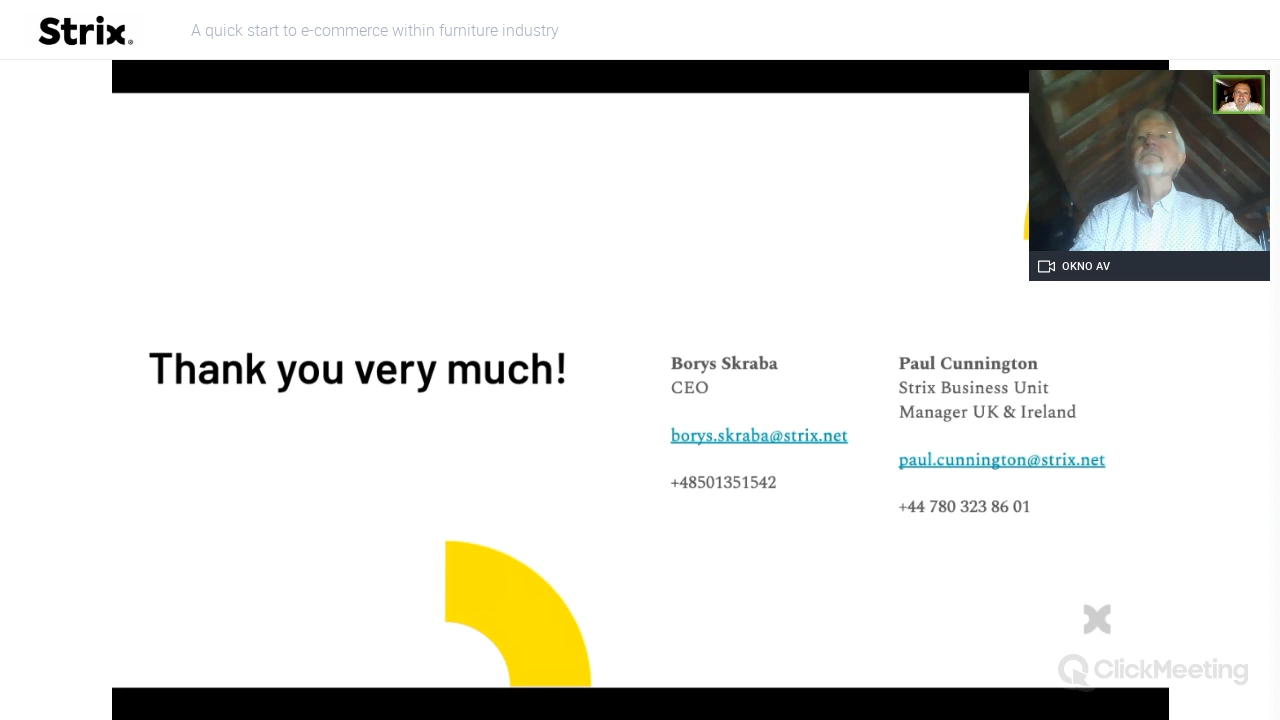 Strix®
A quick start to e-commerce within furniture industry
OKNO AV
Thank you very much!
Borys Skraba
CEO
borys.skraba@strix.net
+48501351542
Paul Cunnington
Strix Business Unit
Manager UK & Ireland
paul.cunnington@strix.net
+44 780 323 86 01
ClickMeeting